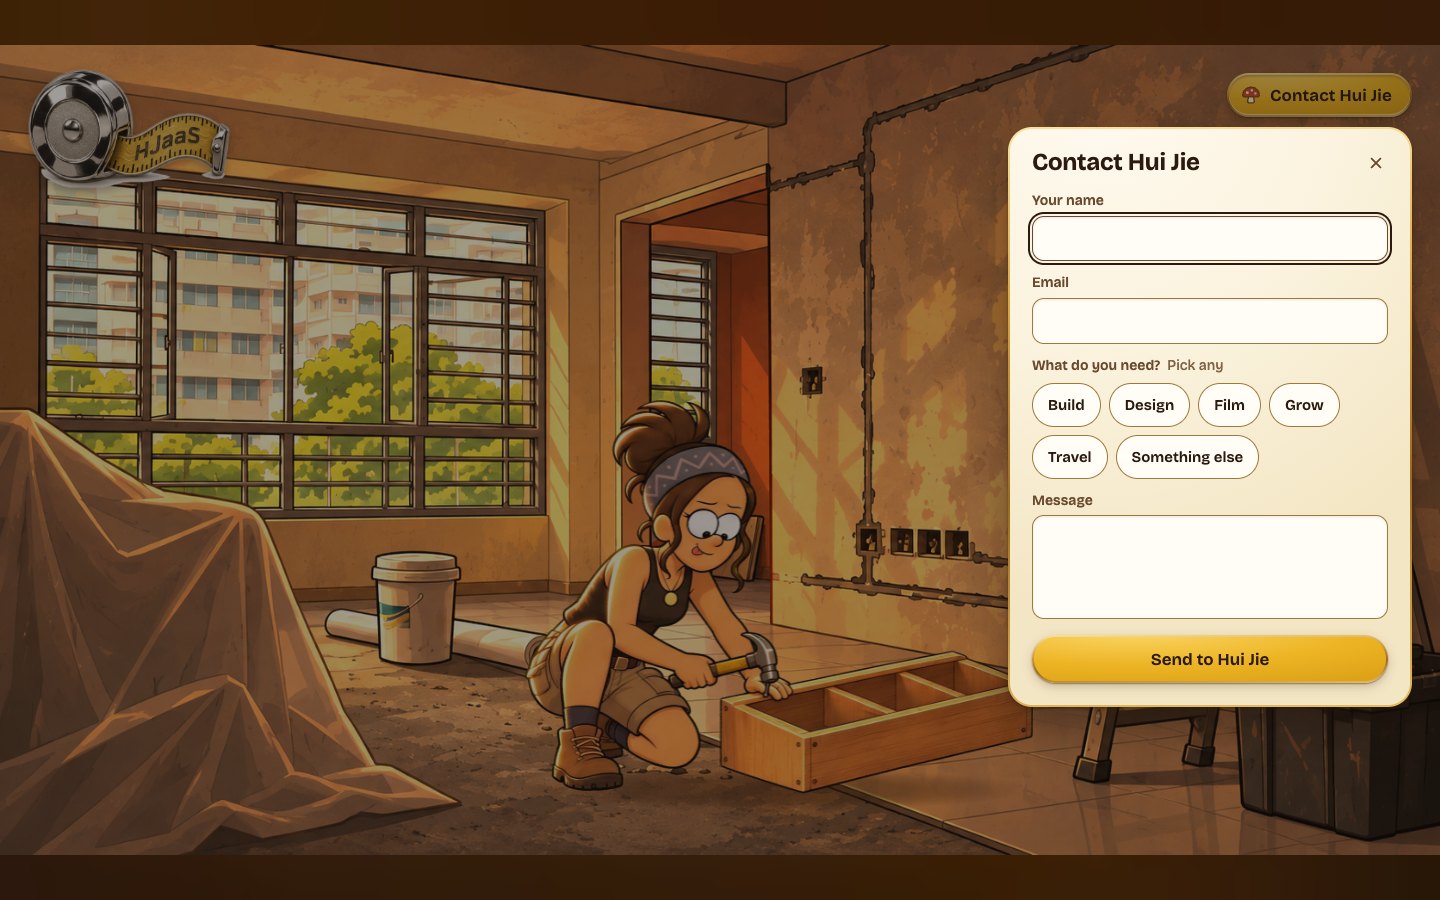 HJaaS
Contact Hui Jie
Contact Hui Jie
Your name
Email
What do you need? Pick any
Build Design Film Grow
Travel Something else
Message
Send to Hui Jie